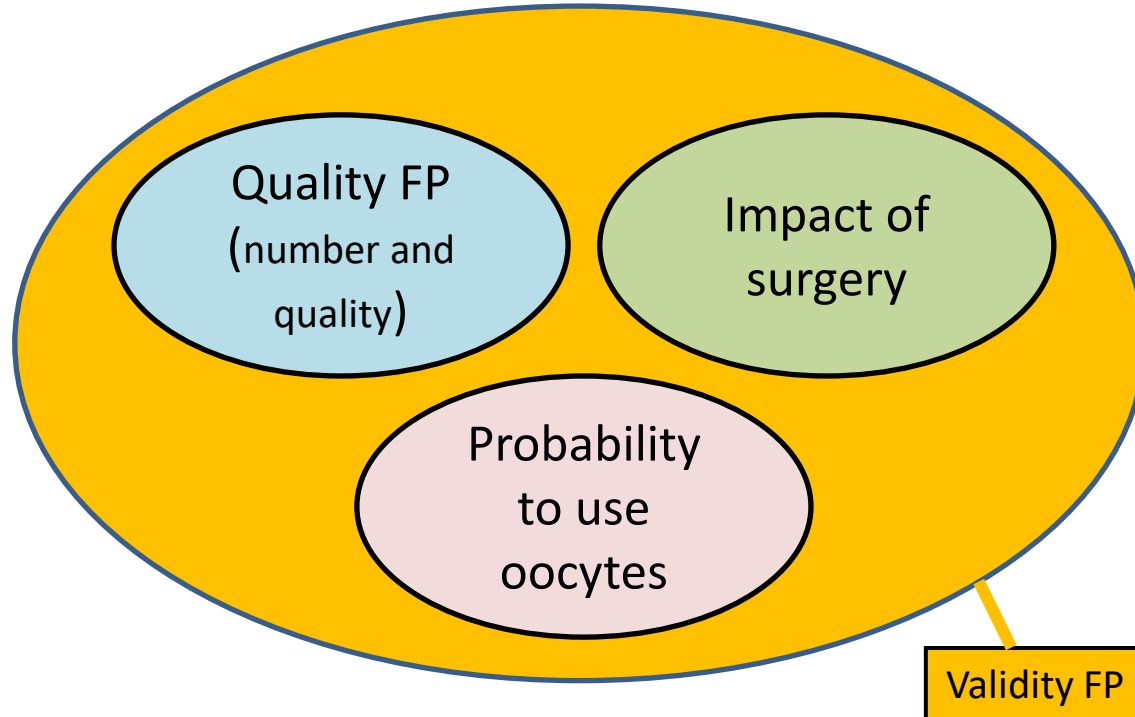 Quality FP
(number and
quality)
Impact of
surgery
Probability
to use
oocytes
Validity FP